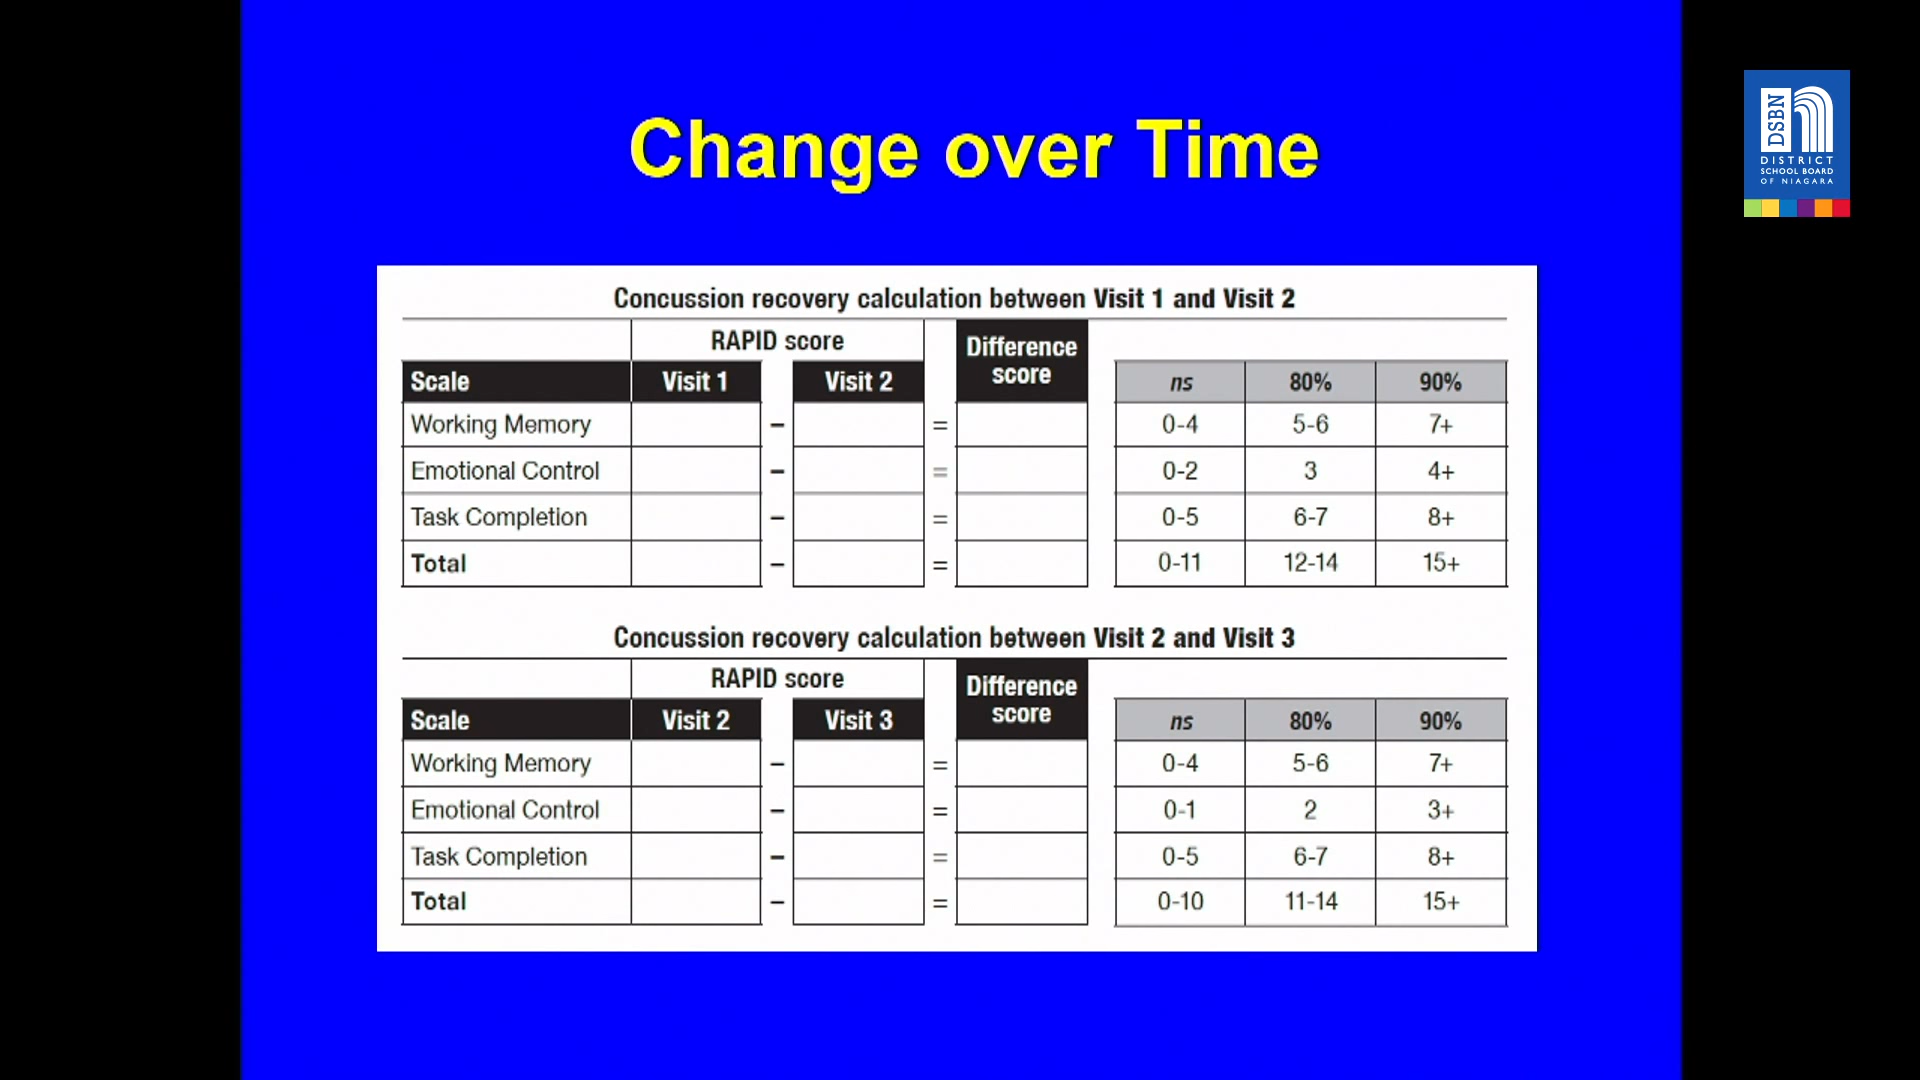 Change over Time
DSBN
DISTRICT
SCHOOL BOARD
OF NIAGARA
Concussion recovery calculation between Visit 1 and Visit 2
RAPID score
Difference score
Scale Visit 1 Visit 2 ns 80% 90%
Working Memory – = 0-4 5-6 7+
Emotional Control – = 0-2 3 4+
Task Completion – = 0-5 6-7 8+
Total – = 0-11 12-14 15+
Concussion recovery calculation between Visit 2 and Visit 3
RAPID score
Difference score
Scale Visit 2 Visit 3 ns 80% 90%
Working Memory – = 0-4 5-6 7+
Emotional Control – = 0-1 2 3+
Task Completion – = 0-5 6-7 8+
Total – = 0-10 11-14 15+